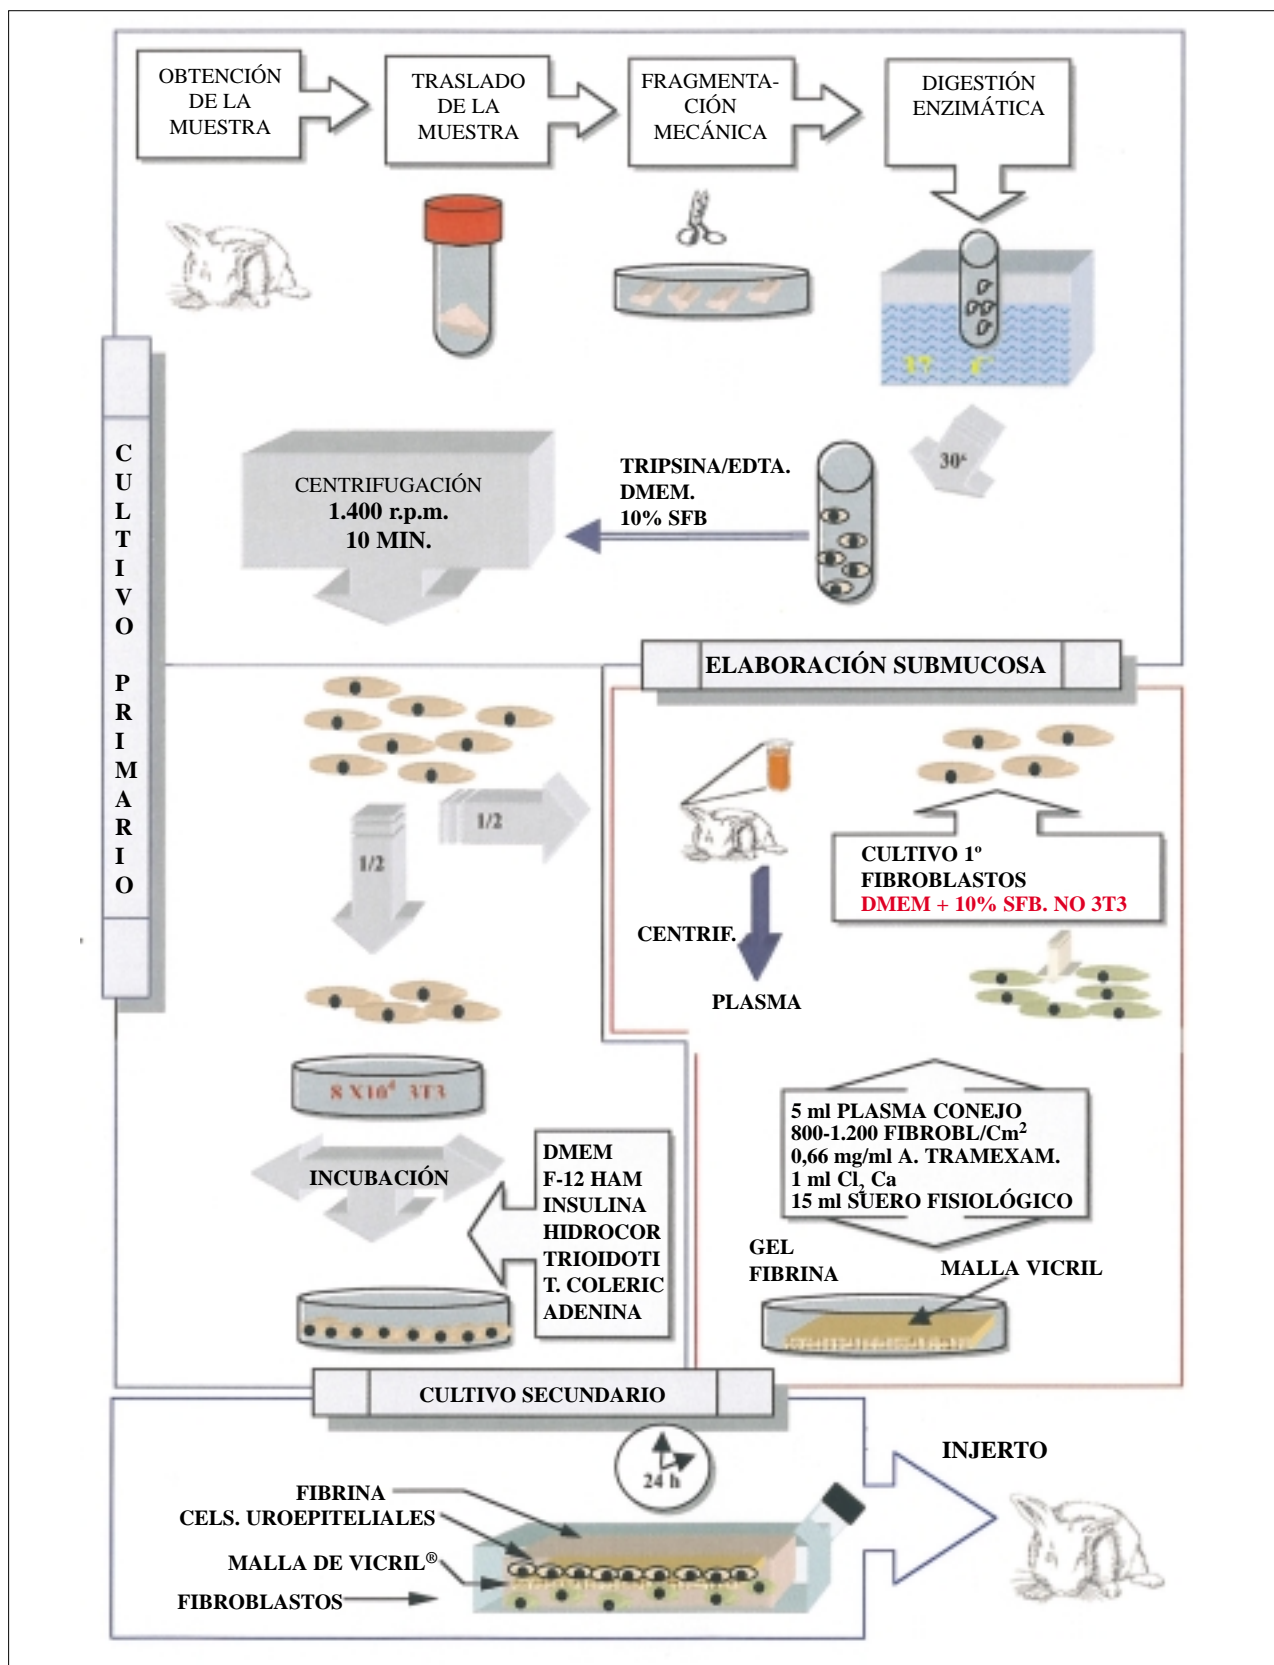 OBTENCIÓN
DE LA
MUESTRA
TRASLADO
DE LA
MUESTRA
FRAGMENTA-
CIÓN
MECÁNICA
DIGESTIÓN
ENZIMÁTICA
30‘
TRIPSINA/EDTA.
DMEM.
10% SFB
CENTRIFUGACIÓN
1.400 r.p.m.
10 MIN.
CULTIVO PRIMARIO
1/2
1/2
8 X10⁴ 3T3
INCUBACIÓN
DMEM
F-12 HAM
INSULINA
HIDROCOR
TRIOIDOTI
T. COLERIC
ADENINA
ELABORACIÓN SUBMUCOSA
CENTRIF.
PLASMA
CULTIVO 1º
FIBROBLASTOS
DMEM + 10% SFB. NO 3T3
5 ml PLASMA CONEJO
800-1.200 FIBROBL/Cm²
0,66 mg/ml A. TRAMEXAM.
1 ml Cl₂ Ca
15 ml SUERO FISIOLÓGICO
GEL
FIBRINA
MALLA VICRIL
CULTIVO SECUNDARIO
24 h
FIBRINA
CELS. UROEPITELIALES
MALLA DE VICRIL®
FIBROBLASTOS
INJERTO